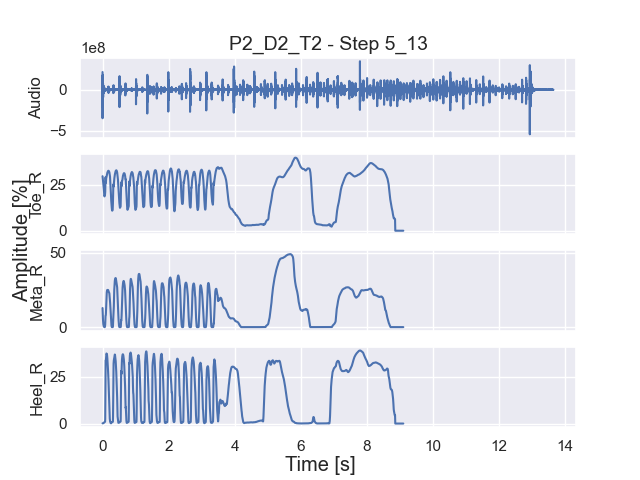 P2_D2_T2 - Step 5_13
1e8
Audio
0
−5
Amplitude [%]
Toe_R
25
0
Meta_R
50
0
Heel_R
25
0
0 2 4 6 8 10 12 14
Time [s]